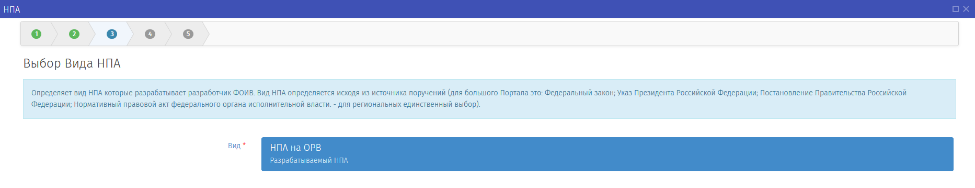 НПА
1 2 3 4 5
Выбор Вида НПА
Определяет вид НПА которые разрабатывает разработчик ФОИВ. Вид НПА определяется исходя из источника поручений (для большого Портала это: Федеральный закон; Указ Президента Российской Федерации; Постановление Правительства Российской
Федерации; Нормативный правовой акт федерального органа исполнительной власти. - для региональных единственный выбор).
Вид *
НПА на ОРВ
Разрабатываемый НПА